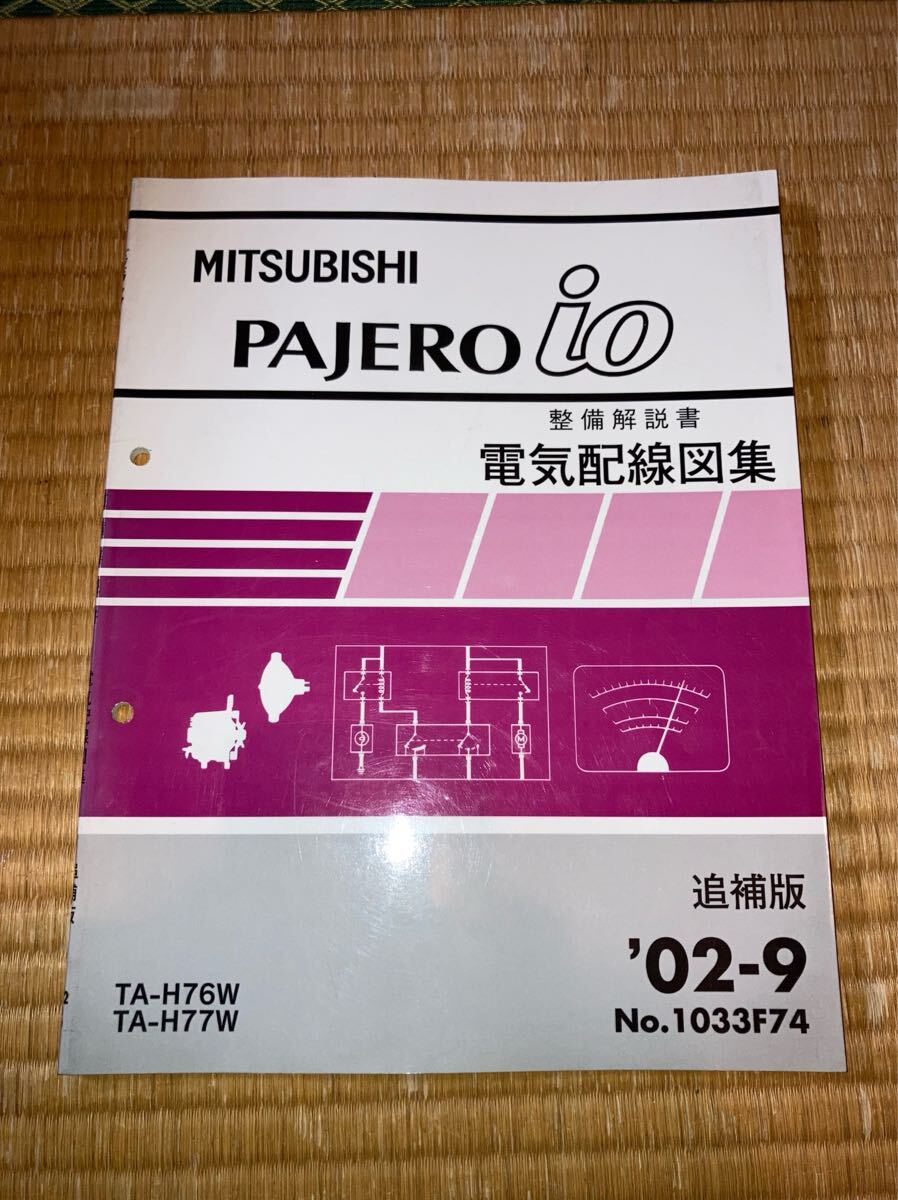 MITSUBISHI
PAJERO io
整備解説書
電気配線図集
M
追補版
'02-9
No.1033F74
TA-H76W
TA-H77W